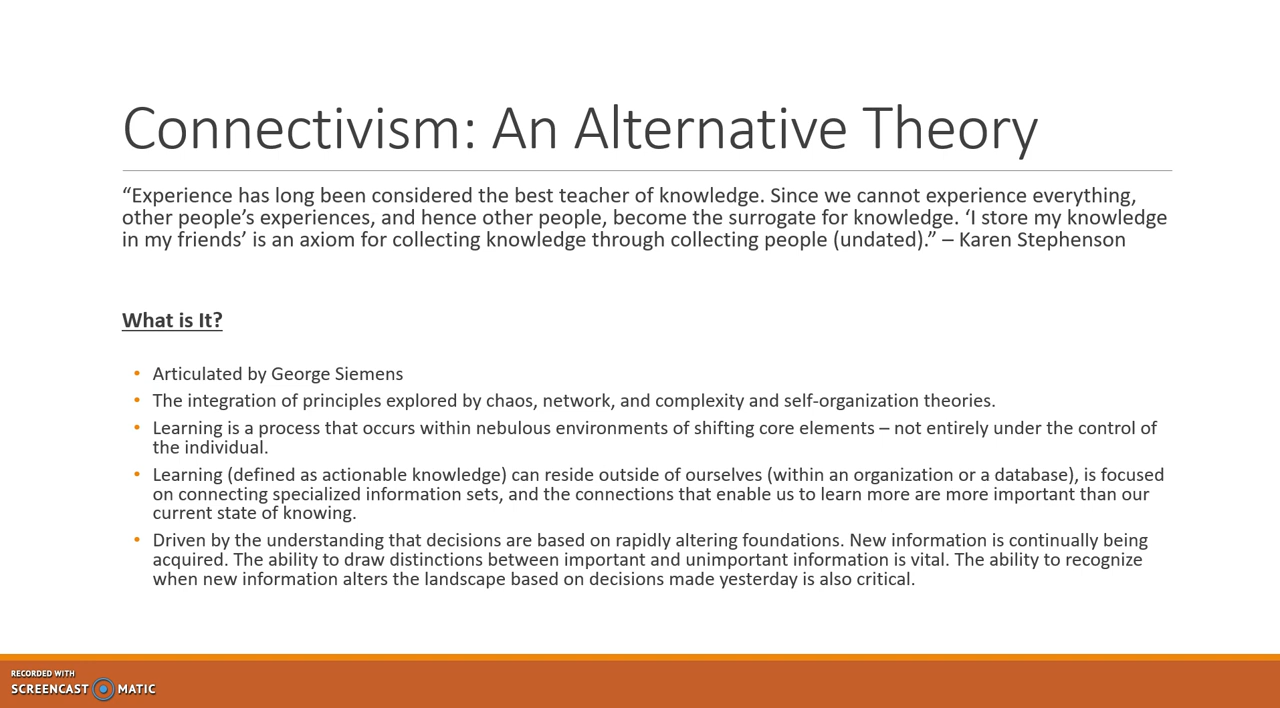 Connectivism: An Alternative Theory
“Experience has long been considered the best teacher of knowledge. Since we cannot experience everything,
other people’s experiences, and hence other people, become the surrogate for knowledge. ‘I store my knowledge
in my friends’ is an axiom for collecting knowledge through collecting people (undated).” – Karen Stephenson
What is It?
• Articulated by George Siemens
• The integration of principles explored by chaos, network, and complexity and self-organization theories.
• Learning is a process that occurs within nebulous environments of shifting core elements – not entirely under the control of
the individual.
• Learning (defined as actionable knowledge) can reside outside of ourselves (within an organization or a database), is focused
on connecting specialized information sets, and the connections that enable us to learn more are more important than our
current state of knowing.
• Driven by the understanding that decisions are based on rapidly altering foundations. New information is continually being
acquired. The ability to draw distinctions between important and unimportant information is vital. The ability to recognize
when new information alters the landscape based on decisions made yesterday is also critical.
RECORDED WITH
SCREENCAST MATIC